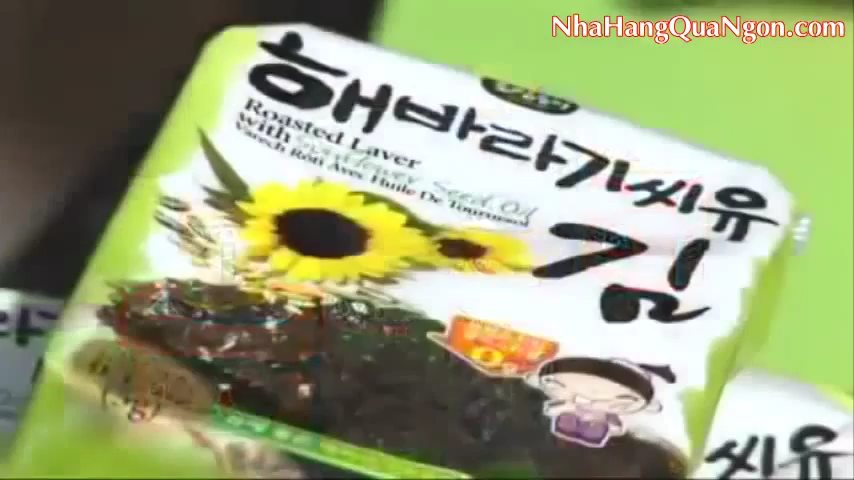 NhaHangQuaNgon.com
해바라기씨유
Roasted Laver
with Sunflower Seed Oil
Varech Rôti Avec Huile De Tournesol
김
씨유